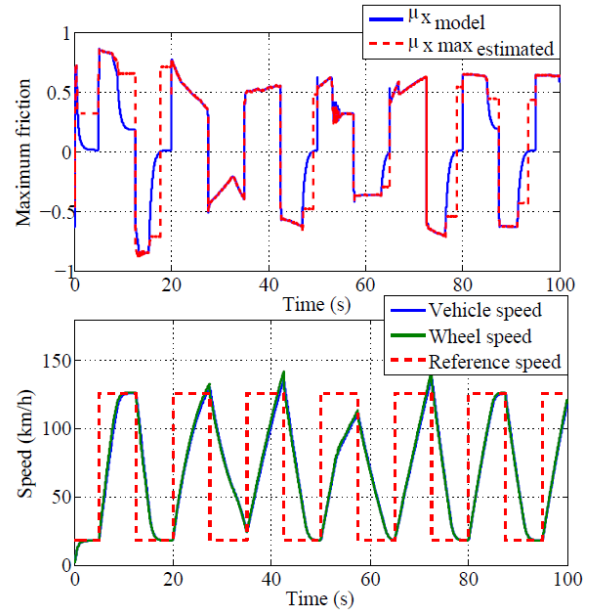 μ x model
μ x max estimated
Maximum friction
1
0.5
0
−0.5
−1
0
20
40
60
80
100
Time (s)
Vehicle speed
Wheel speed
Reference speed
Speed (km/h)
150
100
50
0
0
20
40
60
80
100
Time (s)